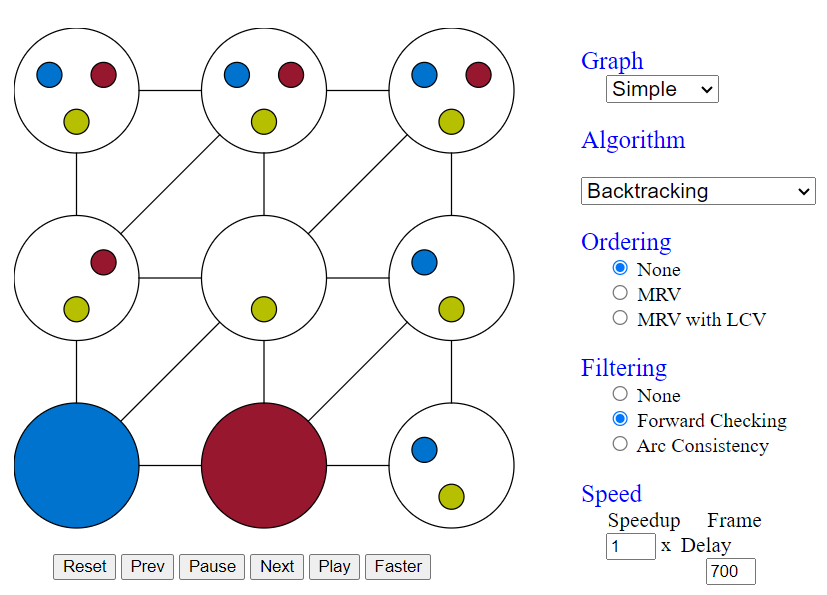 Graph
Simple
Algorithm
Backtracking
Ordering
None
MRV
MRV with LCV
Filtering
None
Forward Checking
Arc Consistency
Speed
Speedup Frame
1 x Delay
700
Reset Prev Pause Next Play Faster